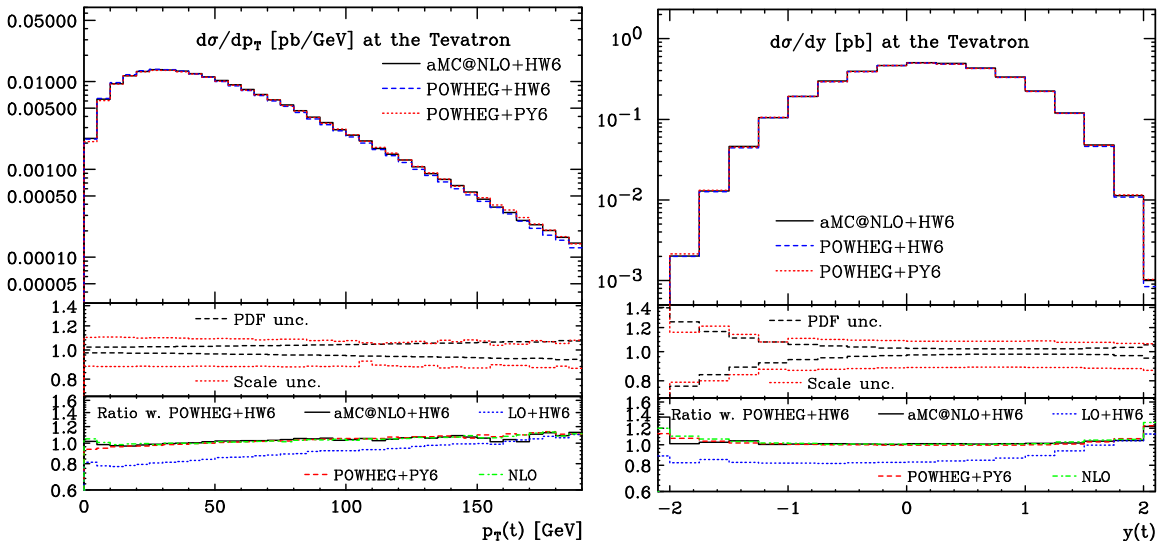 dσ/dp_T [pb/GeV] at the Tevatron
aMC@NLO+HW6
POWHEG+HW6
POWHEG+PY6
0.05000
0.01000
0.00500
0.00100
0.00050
0.00010
0.00005
PDF unc.
Scale unc.
1.4
1.2
1.0
0.8
Ratio w. POWHEG+HW6
aMC@NLO+HW6
LO+HW6
POWHEG+PY6
NLO
1.6
1.4
1.2
1.0
0.8
0.6
0
50
100
150
p_T(t) [GeV]
dσ/dy [pb] at the Tevatron
aMC@NLO+HW6
POWHEG+HW6
POWHEG+PY6
10^0
10^−1
10^−2
10^−3
PDF unc.
Scale unc.
1.4
1.2
1.0
0.8
Ratio w. POWHEG+HW6
aMC@NLO+HW6
LO+HW6
POWHEG+PY6
NLO
1.6
1.4
1.2
1.0
0.8
0.6
−2
−1
0
1
2
y(t)